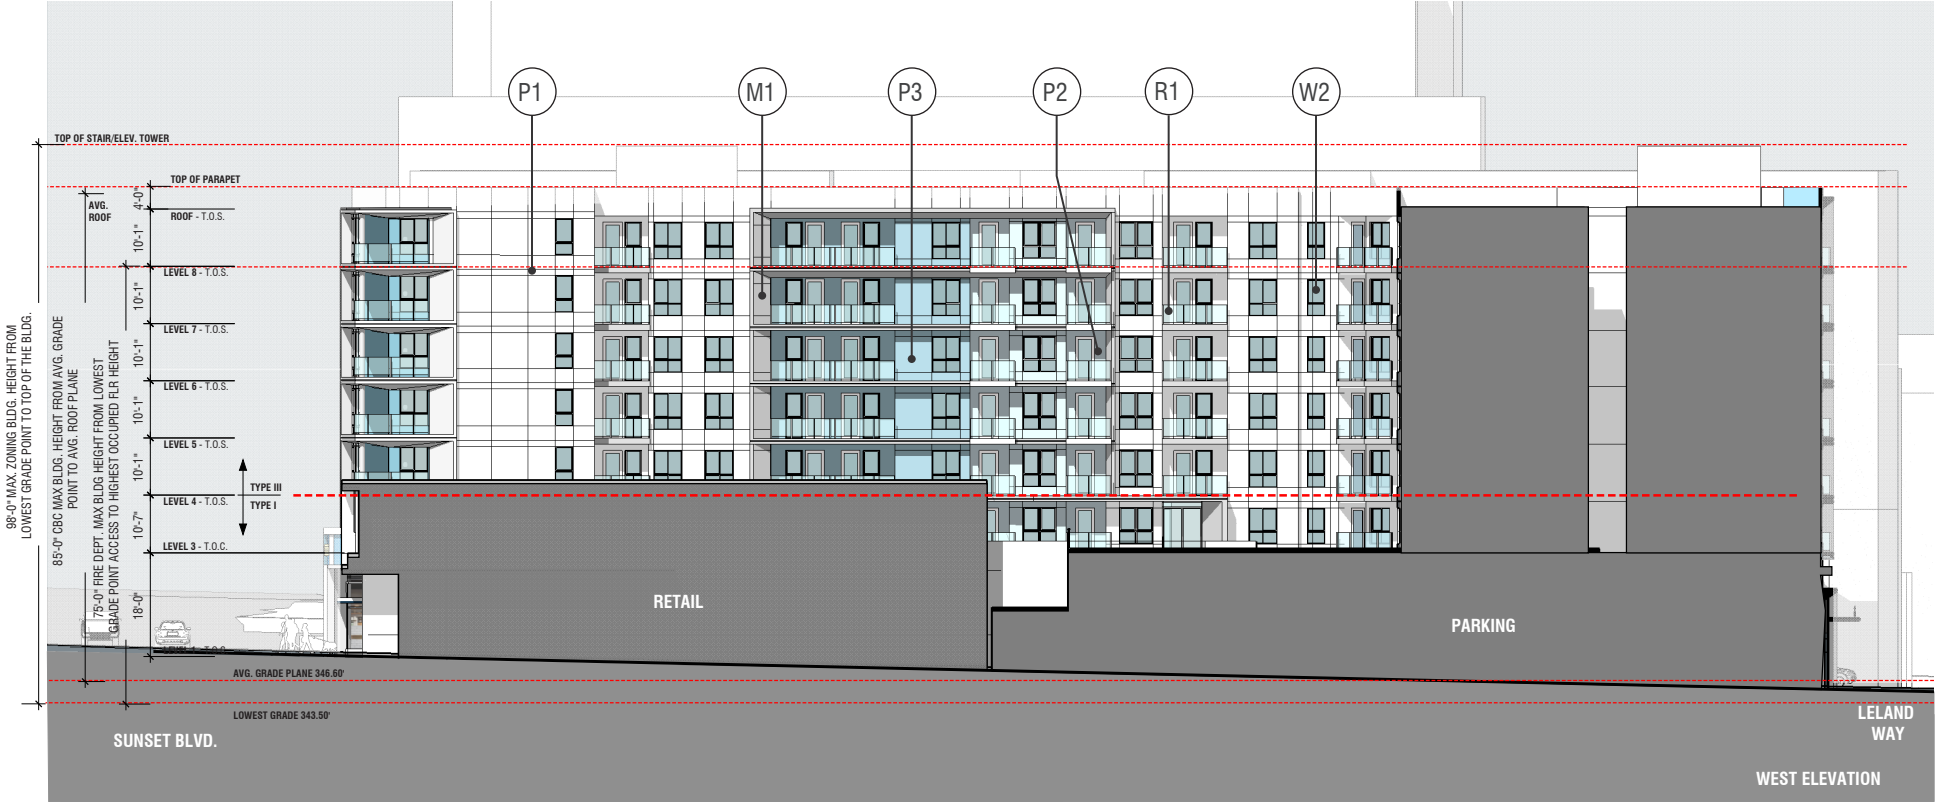 P1
M1
P3
P2
R1
W2
TOP OF STAIR/ELEV. TOWER
TOP OF PARAPET
AVG.
ROOF
4'-0"
ROOF - T.O.S.
10'-1"
LEVEL 8 - T.O.S.
10'-1"
LEVEL 7 - T.O.S.
10'-1"
LEVEL 6 - T.O.S.
10'-1"
LEVEL 5 - T.O.S.
10'-1"
TYPE III
LEVEL 4 - T.O.S.
TYPE I
10'-7"
LEVEL 3 - T.O.C.
18'-0"
LEVEL 1 - T.O.C.
98'-0" MAX. ZONING BLDG. HEIGHT FROM
LOWEST GRADE POINT TO TOP OF THE BLDG.
85'-0" CBC MAX BLDG. HEIGHT FROM AVG. GRADE
POINT TO AVG. ROOF PLANE
75'-0" FIRE DEPT. MAX BLDG HEIGHT FROM LOWEST
GRADE POINT ACCESS TO HIGHEST OCCUPIED FLR HEIGHT
RETAIL
PARKING
AVG. GRADE PLANE 346.60'
LOWEST GRADE 343.50'
SUNSET BLVD.
LELAND
WAY
WEST ELEVATION